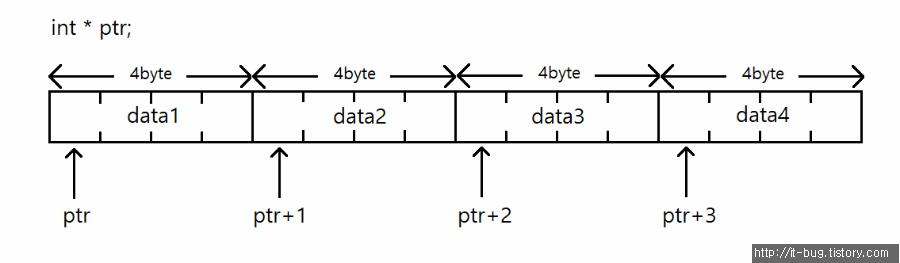 int * ptr;
4byte 4byte 4byte 4byte
data1 data2 data3 data4
ptr ptr+1 ptr+2 ptr+3
http://it-bug.tistory.com